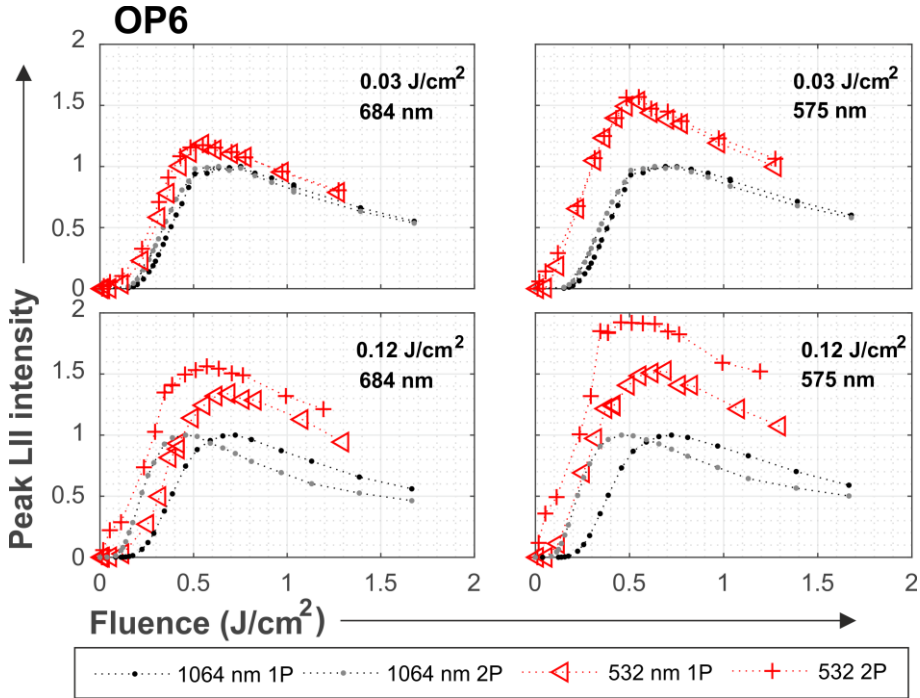 OP6
2
1.5
1
0.5
0
0.03 J/cm²
684 nm
0.03 J/cm²
575 nm
2
1.5
1
0.5
0
0.12 J/cm²
684 nm
0.12 J/cm²
575 nm
0 0.5 1 1.5 2
0 0.5 1 1.5 2
Peak LII intensity
Fluence (J/cm²)
1064 nm 1P 1064 nm 2P 532 nm 1P 532 2P